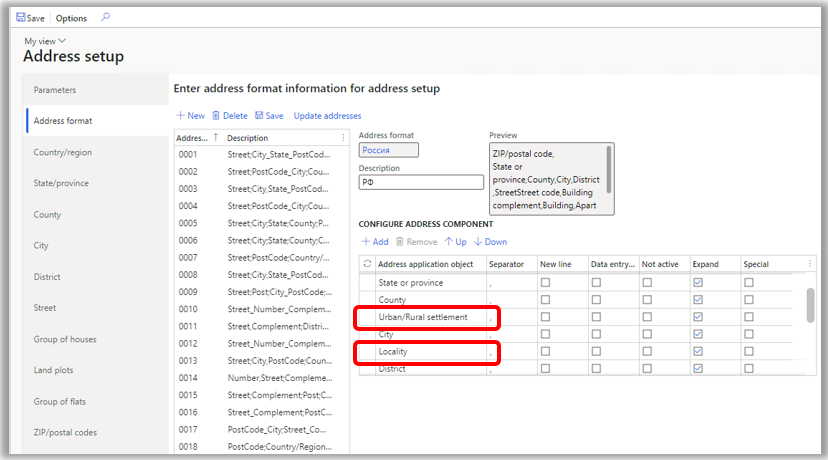 Save Options
My view
Address setup
Parameters
Address format
Country/region
State/province
County
City
District
Street
Group of houses
Land plots
Group of flats
ZIP/postal codes
Enter address format information for address setup
New Delete Save Update addresses
Addres... Description
0001 Street;City_State_PostCod...
0002 Street;PostCode_City;Cou...
0003 Street;City,State_PostCod...
0004 Street;PostCode_City;Cou...
0005 Street;City;State;County;P...
0006 Street;City;State;County;...
0007 Street;PostCode;Country/...
0008 Street;City,State_PostCod...
0009 Street;Post;City_PostCod...
0010 Street_Number_Complem...
0011 Street,Complement;Distri...
0012 Street_Number_Complem...
0013 Street;City,PostCode;Coun...
0014 Number,Street;Compleme...
0015 Street;Complement;Post;C...
0016 Street_Complement;PostC...
0017 PostCode_City;Street_Co...
0018 PostCode;Country/Region...
Address format
Россия
Description
РФ
Preview
ZIP/postal code,
State or
province,County,City,District
,StreetStreet code,Building
complement,Building,Apart
CONFIGURE ADDRESS COMPONENT
Add Remove Up Down
Address application object Separator New line Data entry... Not active Expand Special
State or province ,
County ,
Urban/Rural settlement ,
City ,
Locality ,
District ,